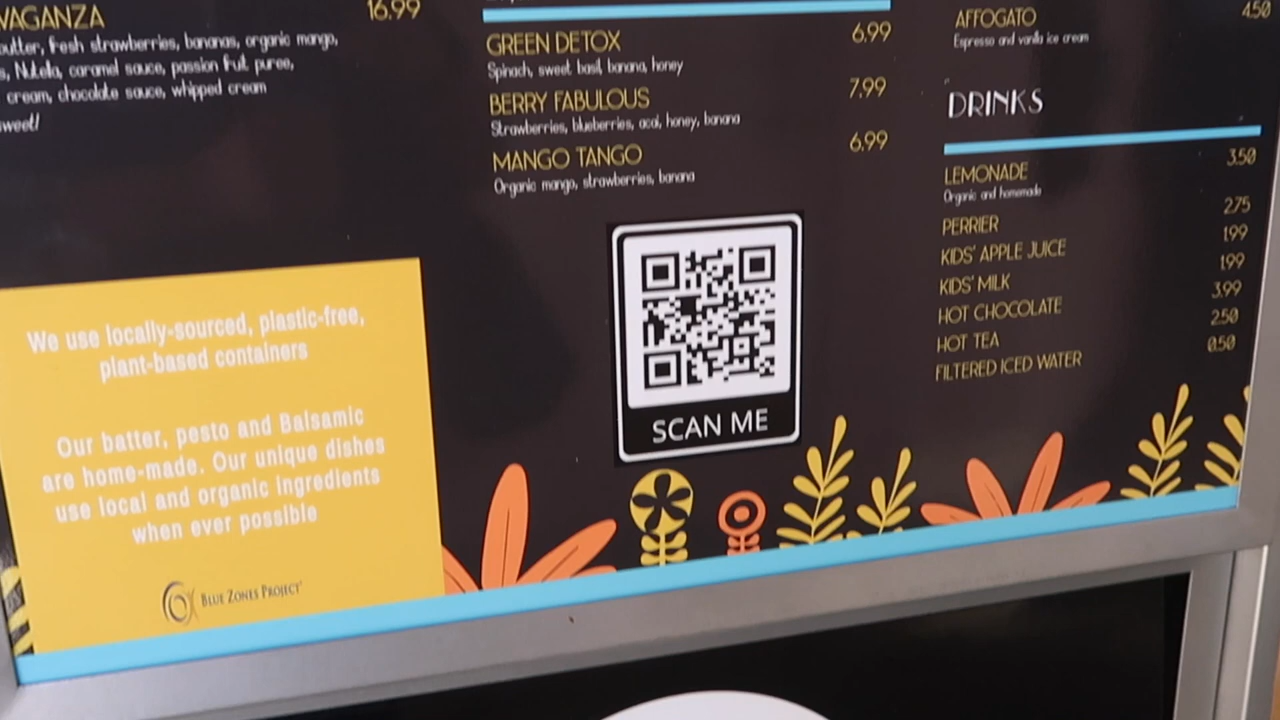 VAGANZA 16.99
butter, fresh strawberries, bananas, organic mango,
s, Nutella, caramel sauce, passion fruit puree,
cream, chocolate sauce, whipped cream
sweet!
We use locally-sourced, plastic-free,
plant-based containers
Our batter, pesto and Balsamic
are home-made. Our unique dishes
use local and organic ingredients
when ever possible
BLUE ZONES PROJECT
GREEN DETOX 6.99
Spinach, sweet basil, banana, honey
BERRY FABULOUS 7.99
Strawberries, blueberries, acai, honey, banana
MANGO TANGO 6.99
Organic mango, strawberries, banana
SCAN ME
AFFOGATO 4.50
Espresso and vanilla ice cream
DRINKS
LEMONADE 3.50
Organic and homemade
PERRIER 2.75
KIDS' APPLE JUICE 1.99
KIDS' MILK 1.99
HOT CHOCOLATE 3.99
HOT TEA 2.50
FILTERED ICED WATER 0.50